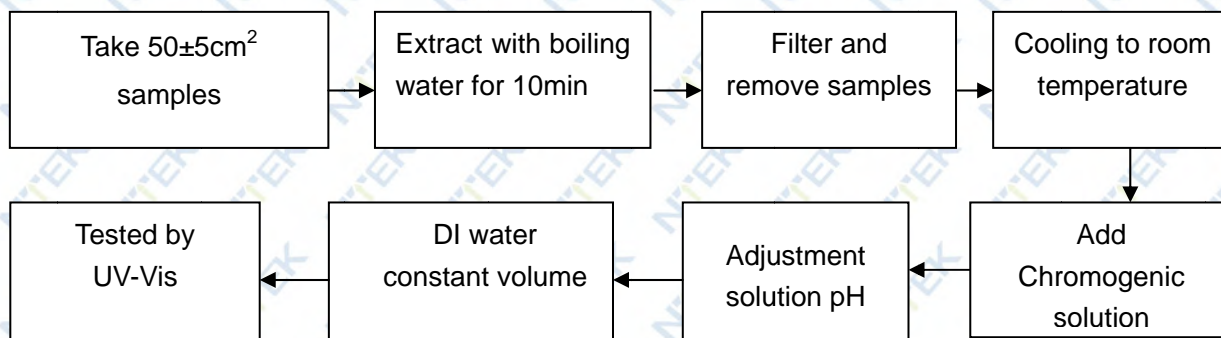 Take 50±5cm²
samples
Extract with boiling
water for 10min
Filter and
remove samples
Cooling to room
temperature
Add
Chromogenic
solution
Adjustment
solution pH
DI water
constant volume
Tested by
UV-Vis